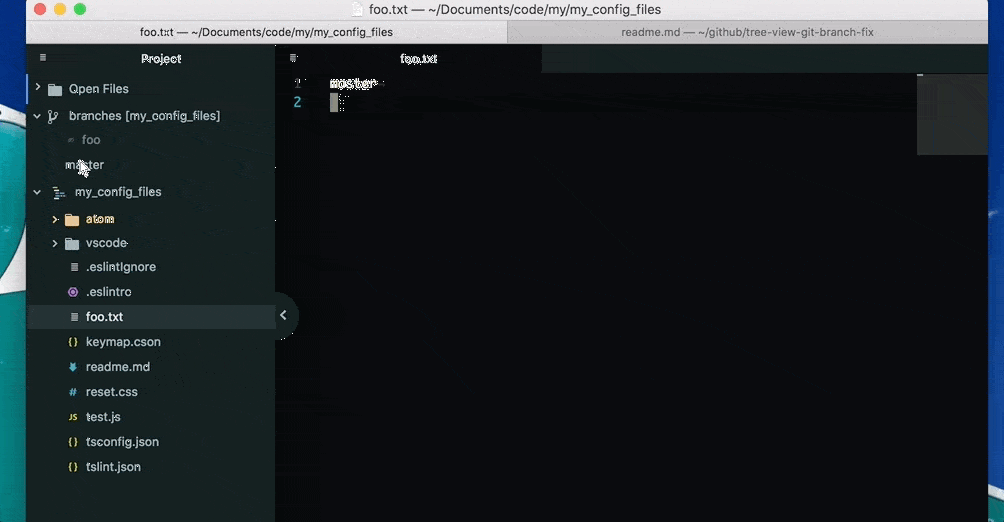 foo.txt — ~/Documents/code/my/my_config_files
foo.txt — ~/Documents/code/my/my_config_files
readme.md — ~/github/tree-view-git-branch-fix
Project
foo.txt
Open Files
branches [my_config_files]
foo
master
my_config_files
atom
vscode
.eslintIgnore
.eslintrc
foo.txt
keymap.cson
readme.md
reset.css
JS test.js
tsconfig.json
tslint.json
1 master
2